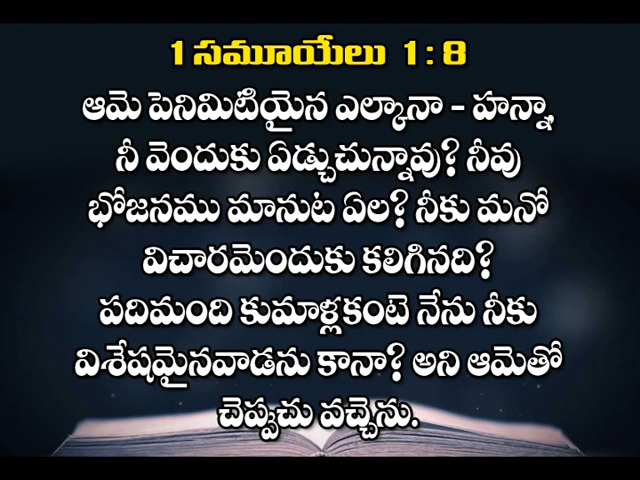 1 సమూయేలు 1 : 8
ఆమె పెనిమిటియైన ఎల్కానా - హన్నా,
నీ వెందుకు ఏడ్చుచున్నావు? నీవు
భోజనము మానుట ఏల? నీకు మనో
విచారమెందుకు కలిగినది?
పదిమంది కుమాళ్లకంటె నేను నీకు
విశేషమైనవాడను కానా? అని ఆమెతో
చెప్పుచు వచ్చెను.